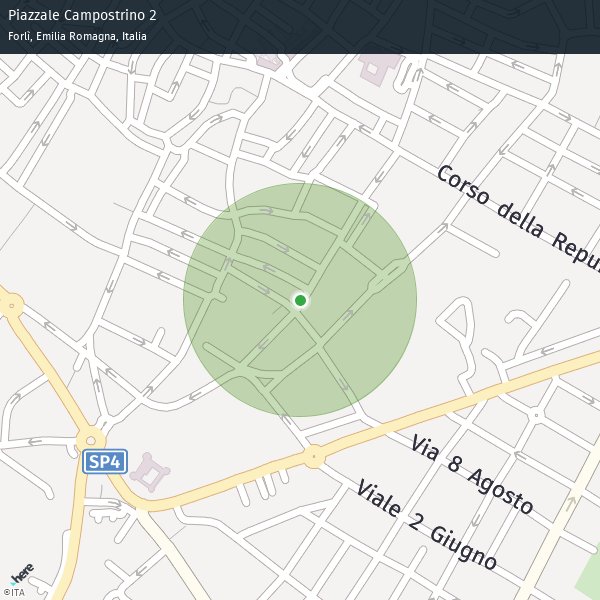 Piazzale Campostrino 2
Forlì, Emilia Romagna, Italia
Corso della Repu
SP4
Via 8 Agosto
Viale 2 Giugno
here
©ITA